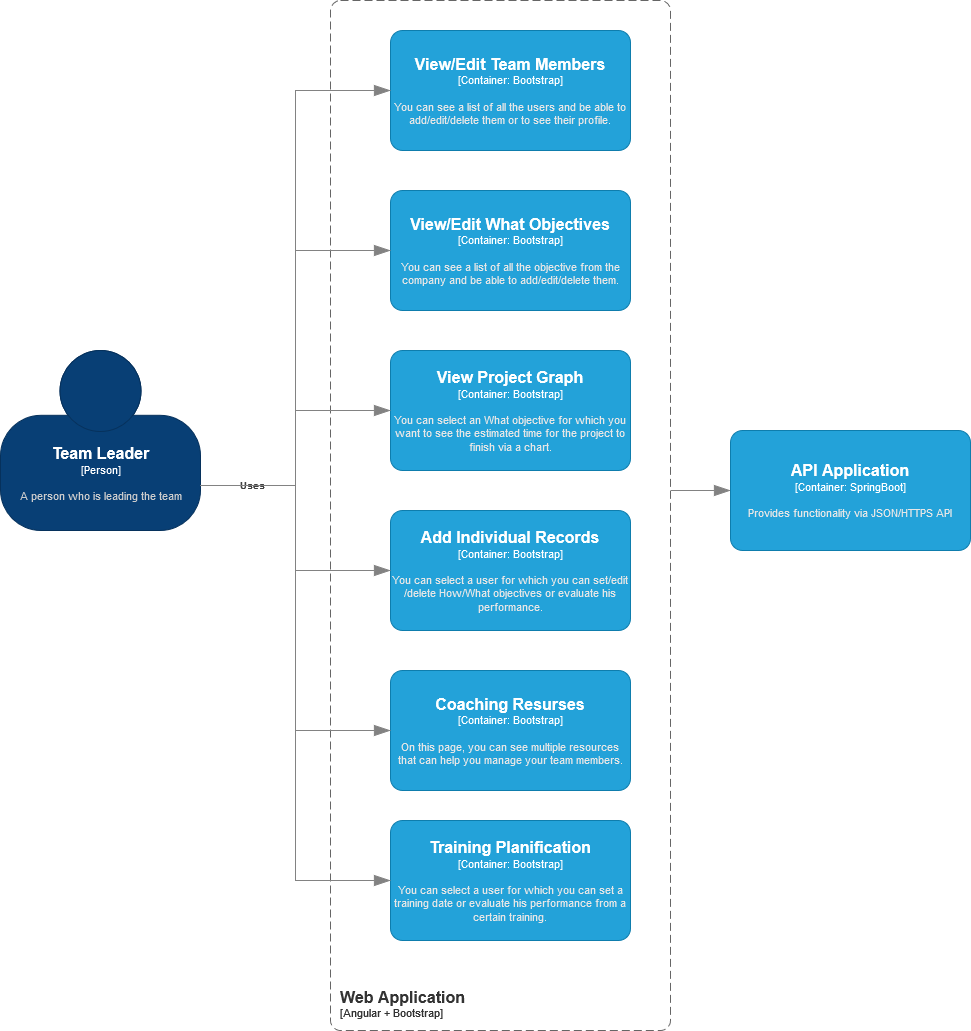 View/Edit Team Members
[Container: Bootstrap]
You can see a list of all the users and be able to
add/edit/delete them or to see their profile.
View/Edit What Objectives
[Container: Bootstrap]
You can see a list of all the objective from the
company and be able to add/edit/delete them.
View Project Graph
[Container: Bootstrap]
You can select an What objective for which you
want to see the estimated time for the project to
finish via a chart.
Team Leader
[Person]
A person who is leading the team
Uses
API Application
[Container: SpringBoot]
Provides functionality via JSON/HTTPS API
Add Individual Records
[Container: Bootstrap]
You can select a user for which you can set/edit
/delete How/What objectives or evaluate his
performance.
Coaching Resurses
[Container: Bootstrap]
On this page, you can see multiple resources
that can help you manage your team members.
Training Planification
[Container: Bootstrap]
You can select a user for which you can set a
training date or evaluate his performance from a
certain training.
Web Application
[Angular + Bootstrap]